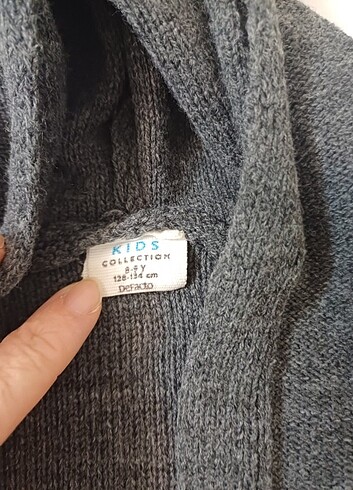 KIDS
COLLECTION
8-9 y
128-134 cm
DeFacto